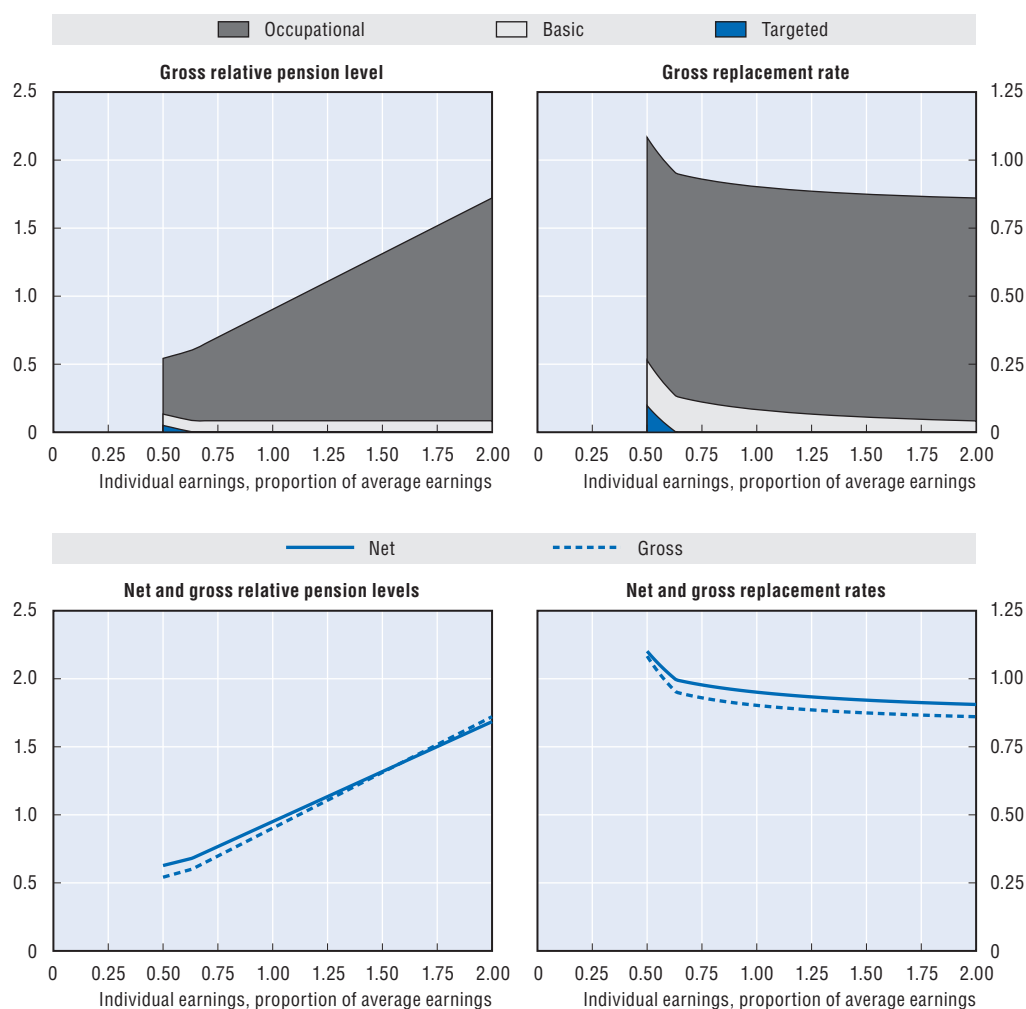 Occupational Basic Targeted
Gross relative pension level
Gross replacement rate
2.5 1.25
2.0 1.00
1.5 0.75
1.0 0.50
0.5 0.25
0 0
0 0.25 0.50 0.75 1.00 1.25 1.50 1.75 2.00 0 0.25 0.50 0.75 1.00 1.25 1.50 1.75 2.00
Individual earnings, proportion of average earnings Individual earnings, proportion of average earnings
Net Gross
Net and gross relative pension levels
Net and gross replacement rates
2.5 1.25
2.0 1.00
1.5 0.75
1.0 0.50
0.5 0.25
0 0
0 0.25 0.50 0.75 1.00 1.25 1.50 1.75 2.00 0 0.25 0.50 0.75 1.00 1.25 1.50 1.75 2.00
Individual earnings, proportion of average earnings Individual earnings, proportion of average earnings